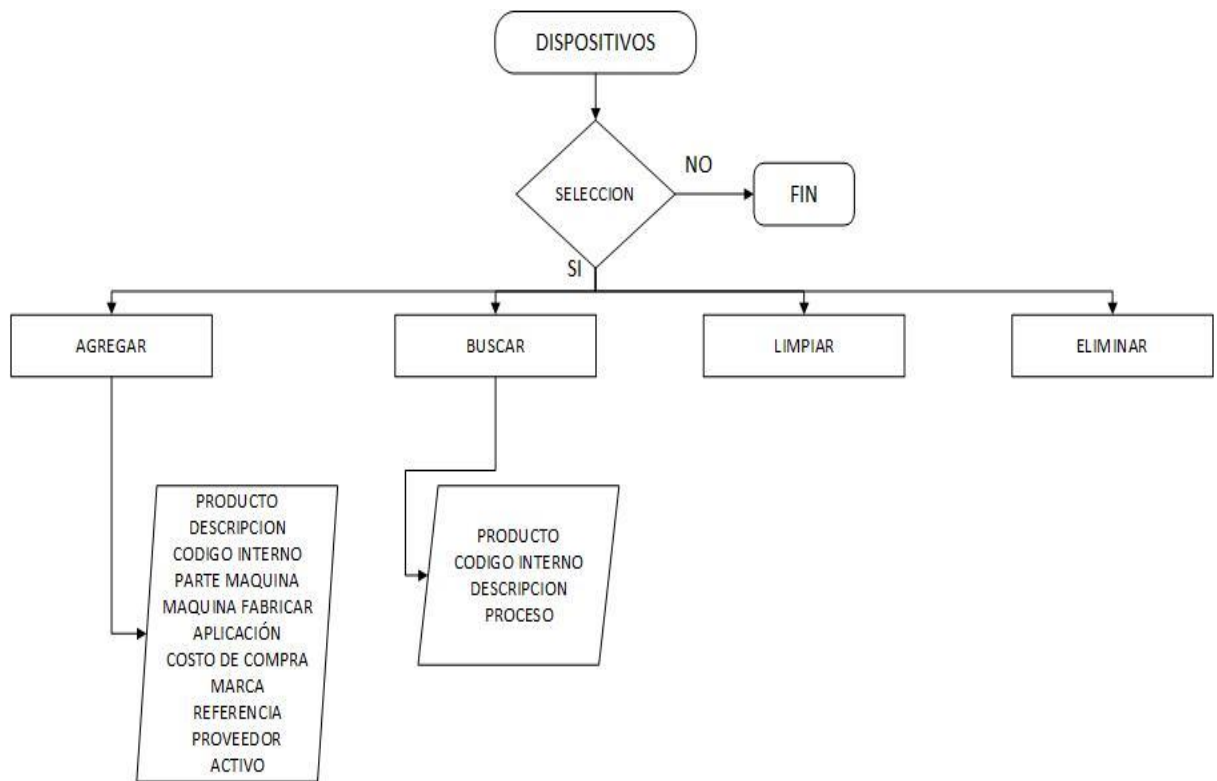 DISPOSITIVOS
SELECCION
NO
FIN
SI
AGREGAR
BUSCAR
LIMPIAR
ELIMINAR
PRODUCTO
DESCRIPCION
CODIGO INTERNO
PARTE MAQUINA
MAQUINA FABRICAR
APLICACIÓN
COSTO DE COMPRA
MARCA
REFERENCIA
PROVEEDOR
ACTIVO
PRODUCTO
CODIGO INTERNO
DESCRIPCION
PROCESO